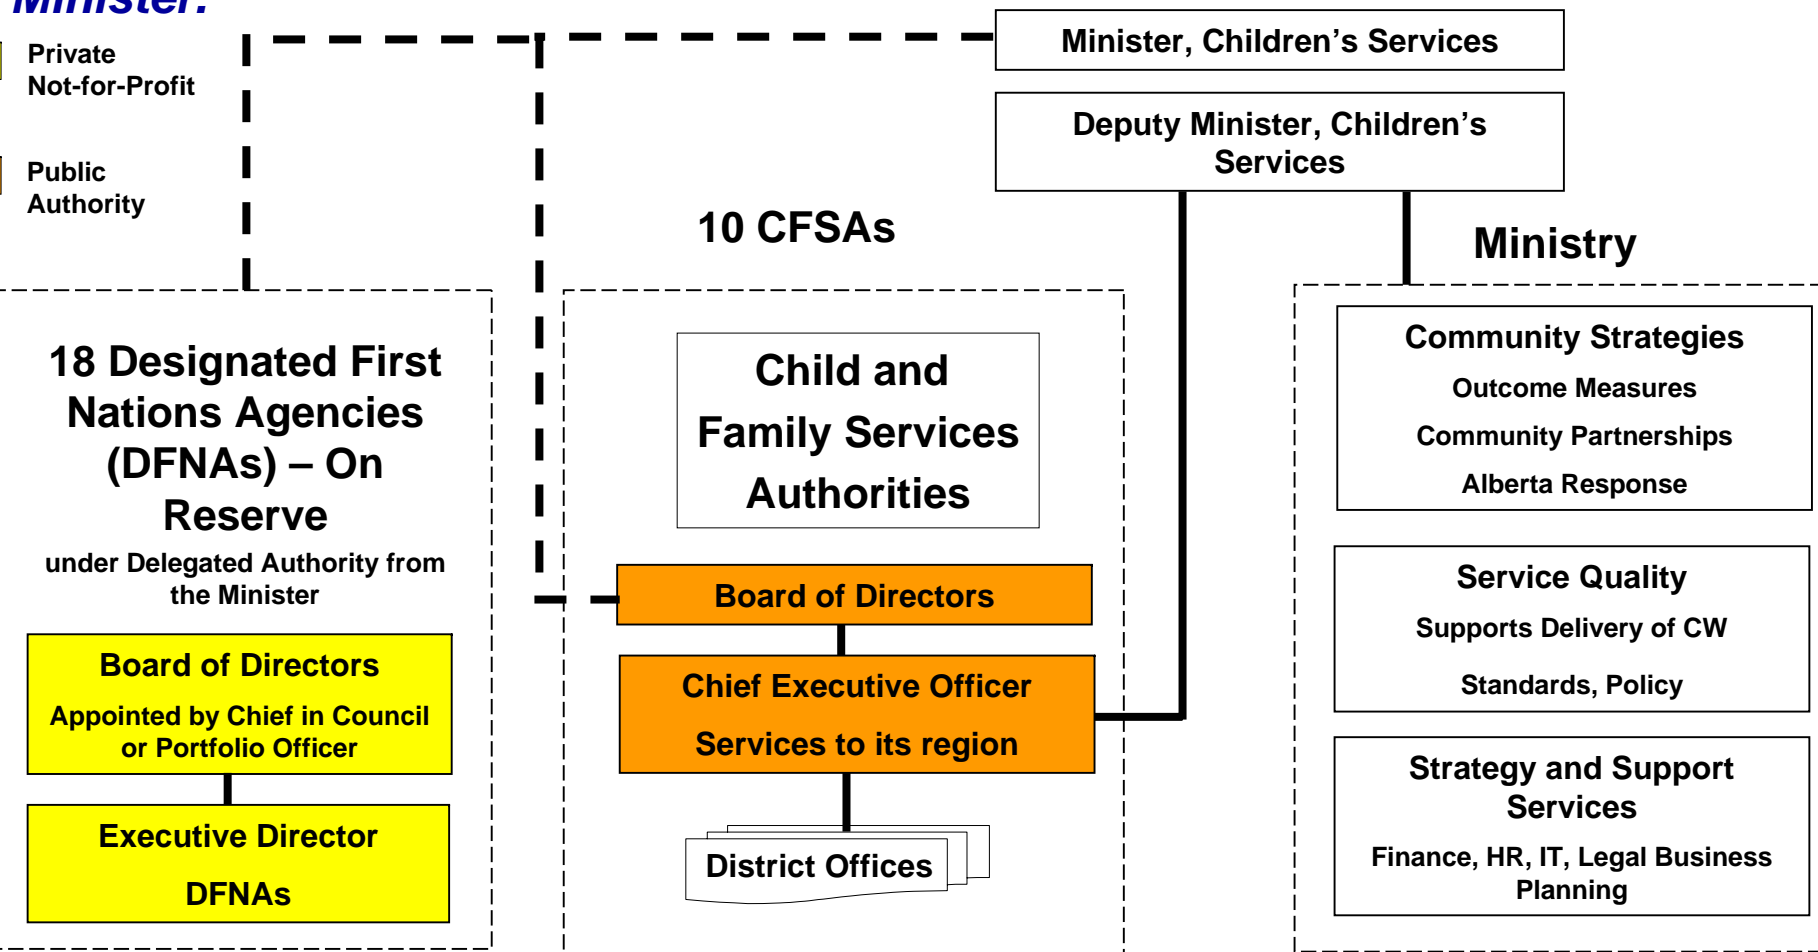 Minister.
Private
Not-for-Profit
Public
Authority
Minister, Children’s Services
Deputy Minister, Children’s
Services
10 CFSAs
Ministry
18 Designated First
Nations Agencies
(DFNAs) – On
Reserve
under Delegated Authority from
the Minister
Board of Directors
Appointed by Chief in Council
or Portfolio Officer
Executive Director
DFNAs
Child and
Family Services
Authorities
Board of Directors
Chief Executive Officer
Services to its region
District Offices
Community Strategies
Outcome Measures
Community Partnerships
Alberta Response
Service Quality
Supports Delivery of CW
Standards, Policy
Strategy and Support
Services
Finance, HR, IT, Legal Business
Planning